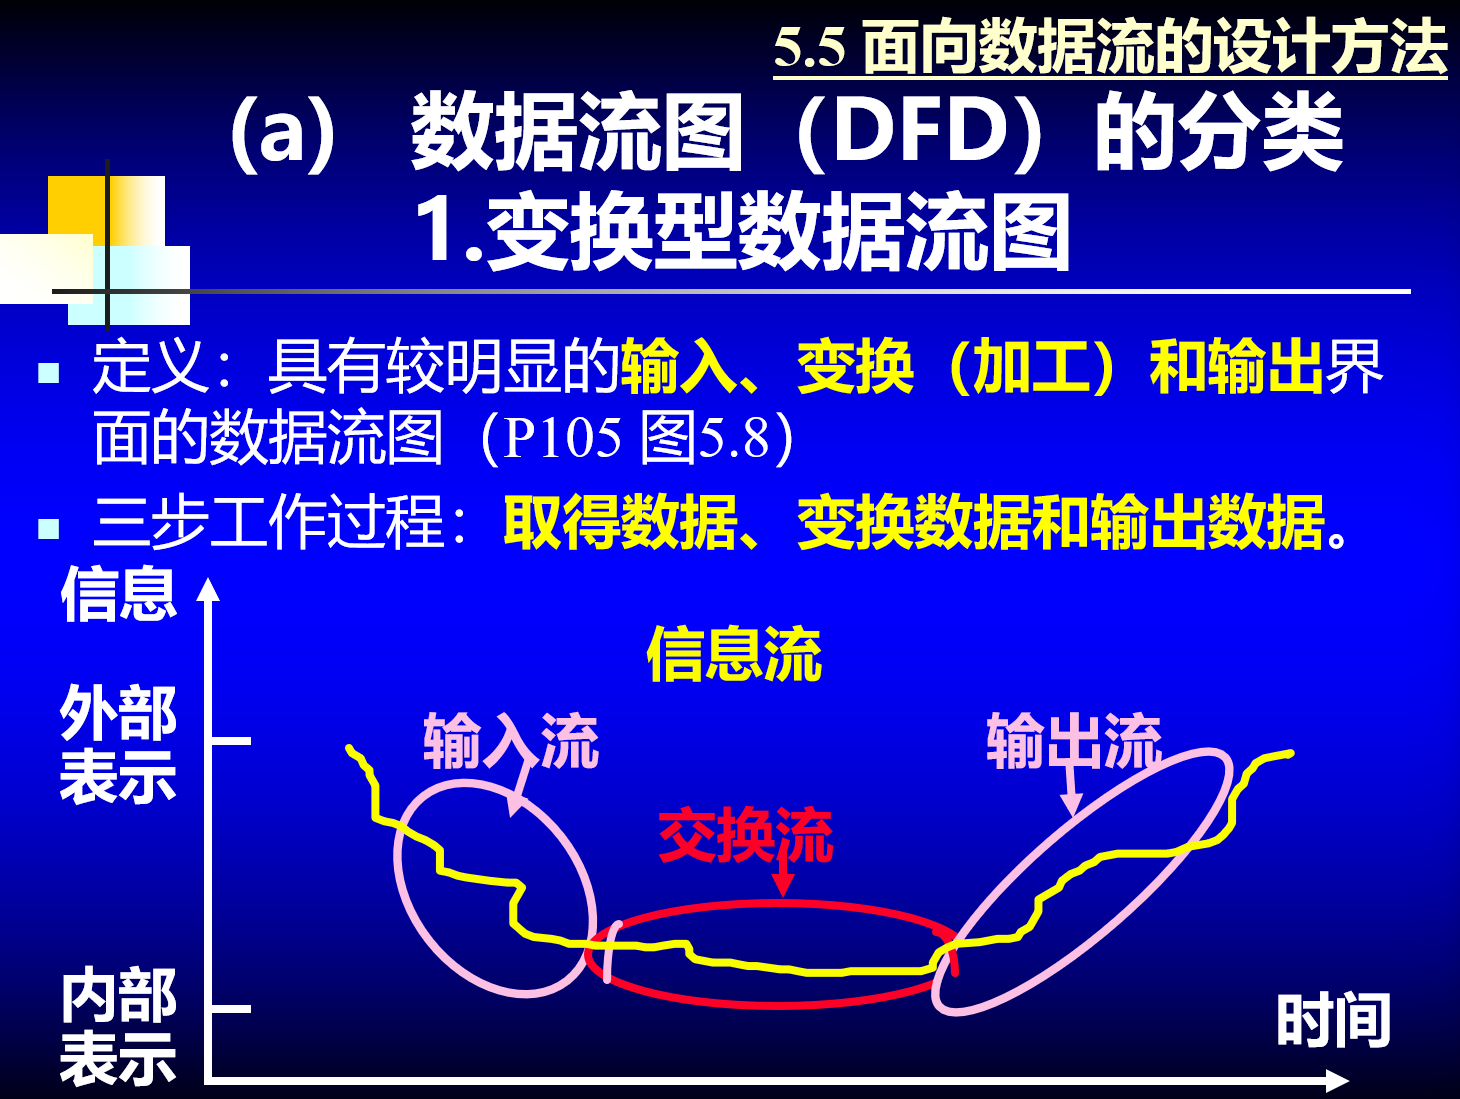 5.5 面向数据流的设计方法
(a) 数据流图（DFD）的分类
1.变换型数据流图
定义：具有较明显的输入、变换（加工）和输出界
面的数据流图（P105 图5.8）
三步工作过程：取得数据、变换数据和输出数据。
信息
信息流
外部
表示
输入流
输出流
交换流
内部
表示
时间